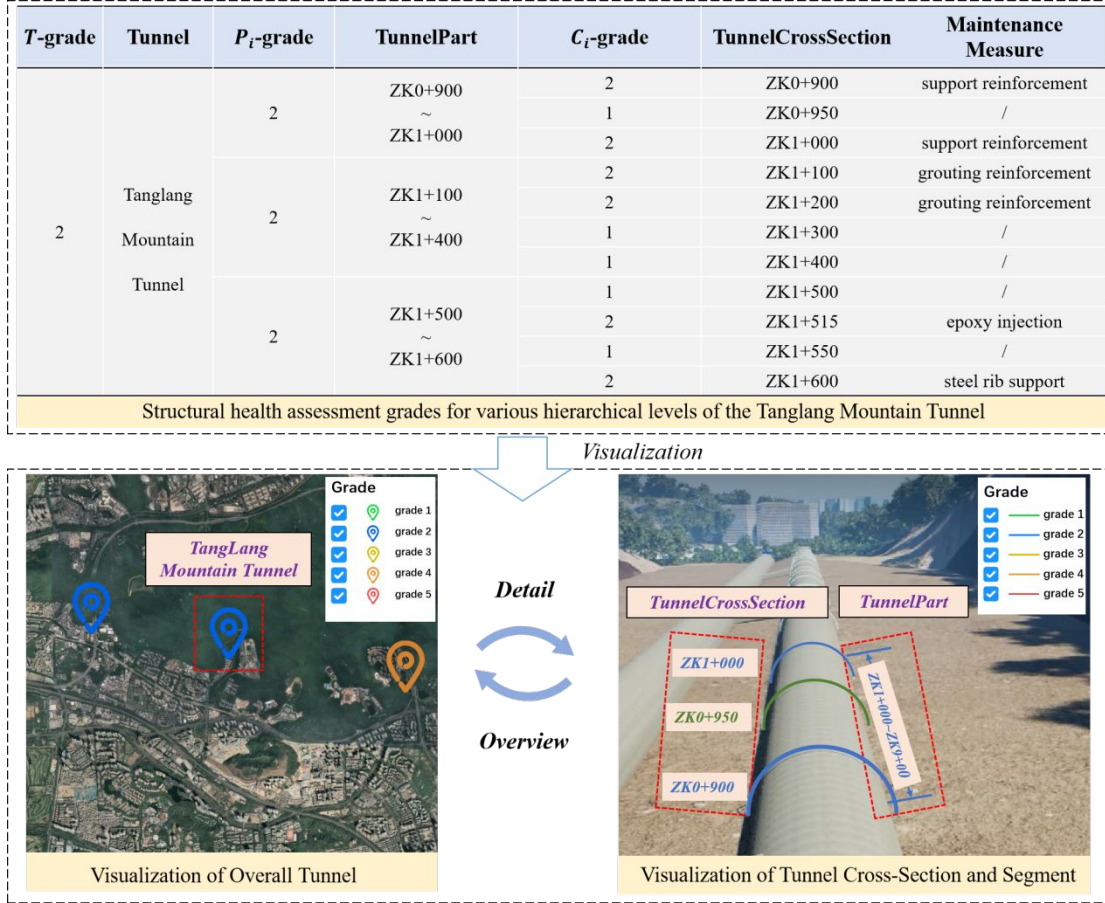 T-grade Tunnel Pᵢ-grade TunnelPart Cᵢ-grade TunnelCrossSection Maintenance
Measure
2 Tanglang
Mountain
Tunnel
2 ZK0+900
~
ZK1+000
2 ZK0+900 support reinforcement
1 ZK0+950 /
2 ZK1+000 support reinforcement
2 ZK1+100
~
ZK1+400
2 ZK1+100 grouting reinforcement
2 ZK1+200 grouting reinforcement
1 ZK1+300 /
1 ZK1+400 /
2 ZK1+500
~
ZK1+600
1 ZK1+500 /
2 ZK1+515 epoxy injection
1 ZK1+550 /
2 ZK1+600 steel rib support
Structural health assessment grades for various hierarchical levels of the Tanglang Mountain Tunnel
Visualization
Grade
grade 1
grade 2
grade 3
grade 4
grade 5
TangLang
Mountain Tunnel
Visualization of Overall Tunnel
Detail
Overview
Grade
grade 1
grade 2
grade 3
grade 4
grade 5
TunnelCrossSection
TunnelPart
ZK1+000
ZK0+950
ZK0+900
ZK1+000~ZK9+00
Visualization of Tunnel Cross-Section and Segment